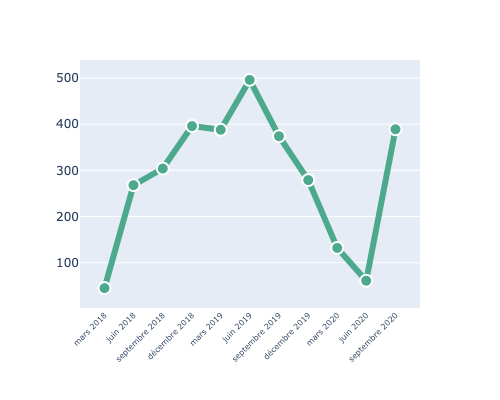 500
400
300
200
100
mars 2018
juin 2018
septembre 2018
décembre 2018
mars 2019
juin 2019
septembre 2019
décembre 2019
mars 2020
juin 2020
septembre 2020